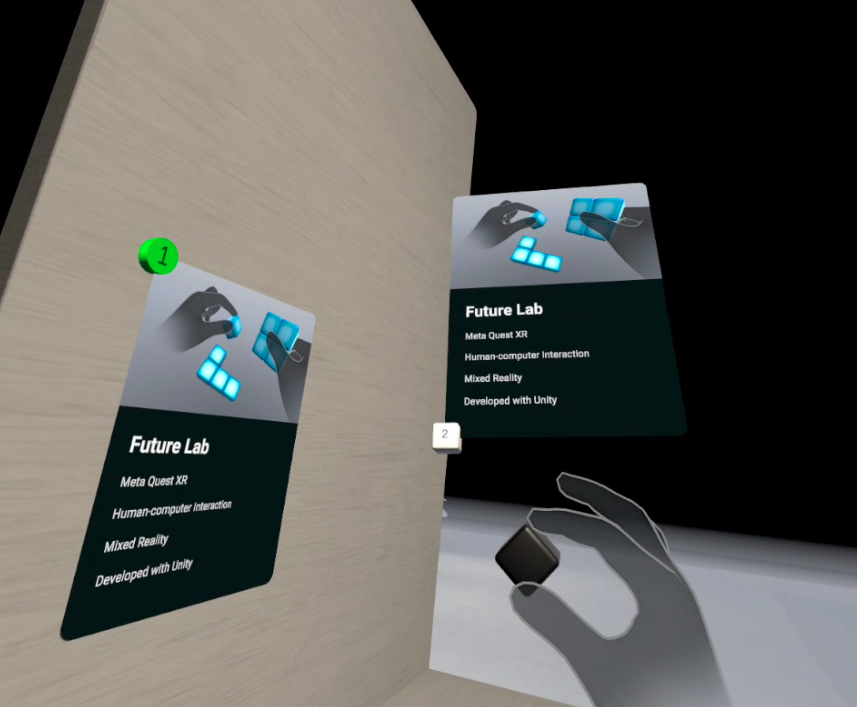 1
Future Lab
Meta Quest XR
Human-computer Interaction
Mixed Reality
Developed with Unity
Future Lab
Meta Quest XR
Human-computer Interaction
Mixed Reality
Developed with Unity
2